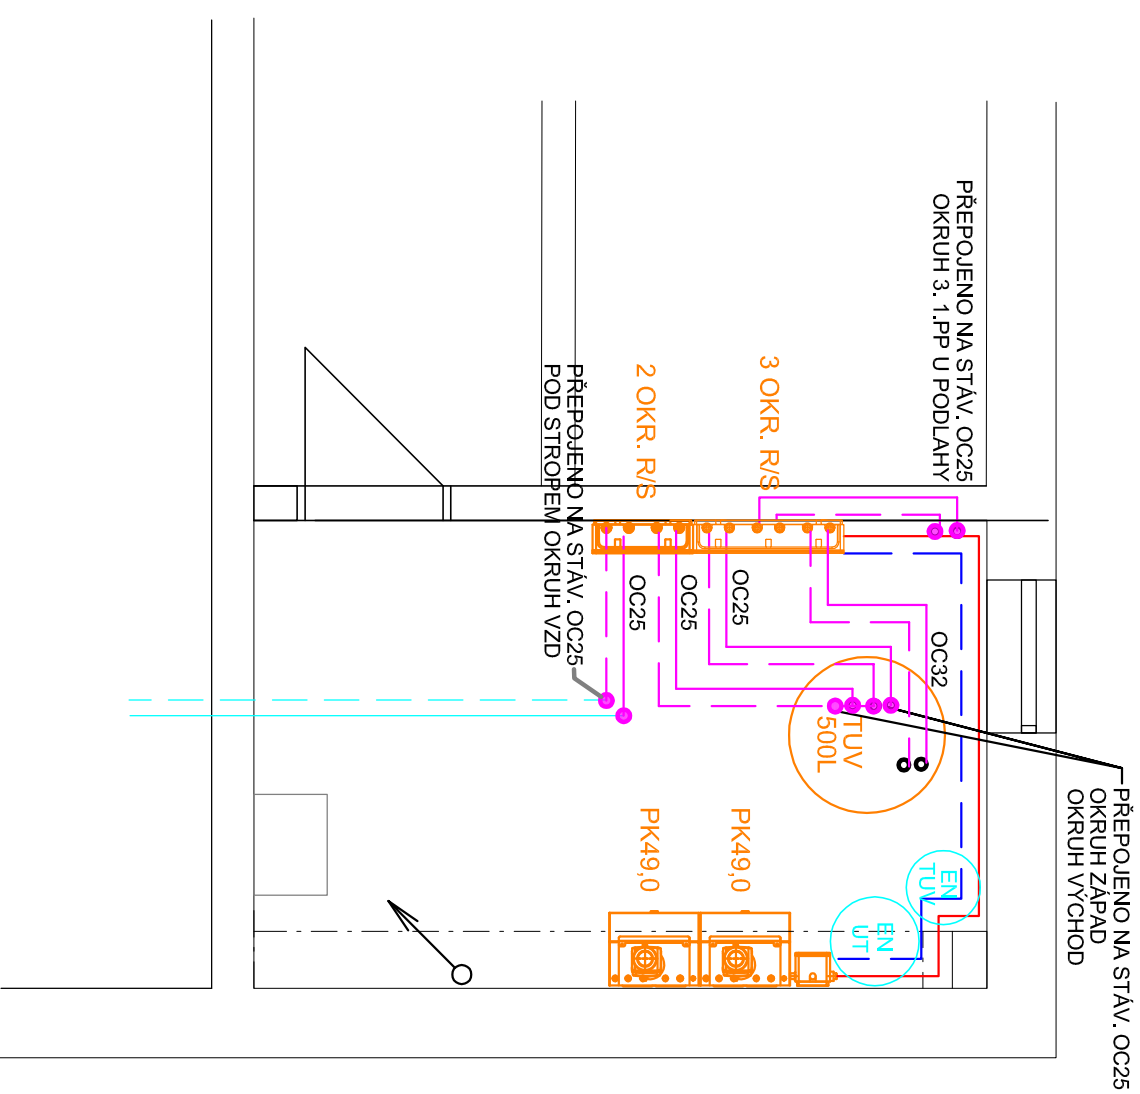 PŘEPOJENO NA STÁV. OC25
OKRUH 3. 1.PP U PODLAHY
3 OKR. R/S
2 OKR. R/S
PŘEPOJENO NA STÁV. OC25
POD STROPEM OKRUH VZD
OC25
OC25
OC25
OC32
TUV
500L
PŘEPOJENO NA STÁV. OC25
OKRUH ZÁPAD
OKRUH VÝCHOD
PK49,0
PK49,0
EN
TUV
EN
UT